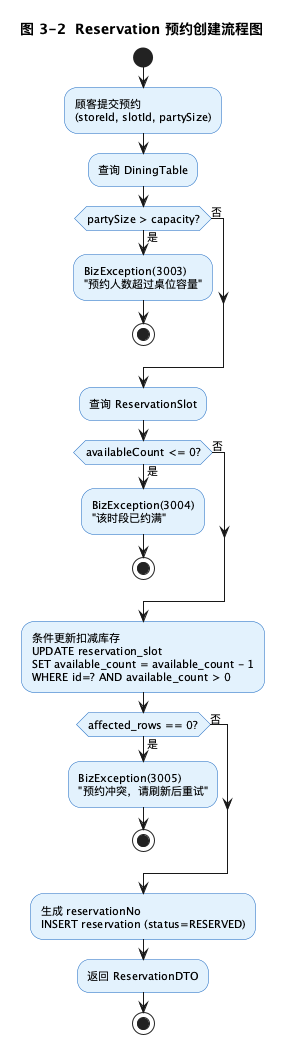 图 3-2 Reservation 预约创建流程图
顾客提交预约
(storeId, slotId, partySize)
查询 DiningTable
partySize > capacity?
否
是
BizException(3003)
"预约人数超过桌位容量"
查询 ReservationSlot
availableCount <= 0?
否
是
BizException(3004)
"该时段已约满"
条件更新扣减库存
UPDATE reservation_slot
SET available_count = available_count - 1
WHERE id=? AND available_count > 0
affected_rows == 0?
否
是
BizException(3005)
"预约冲突，请刷新后重试"
生成 reservationNo
INSERT reservation (status=RESERVED)
返回 ReservationDTO